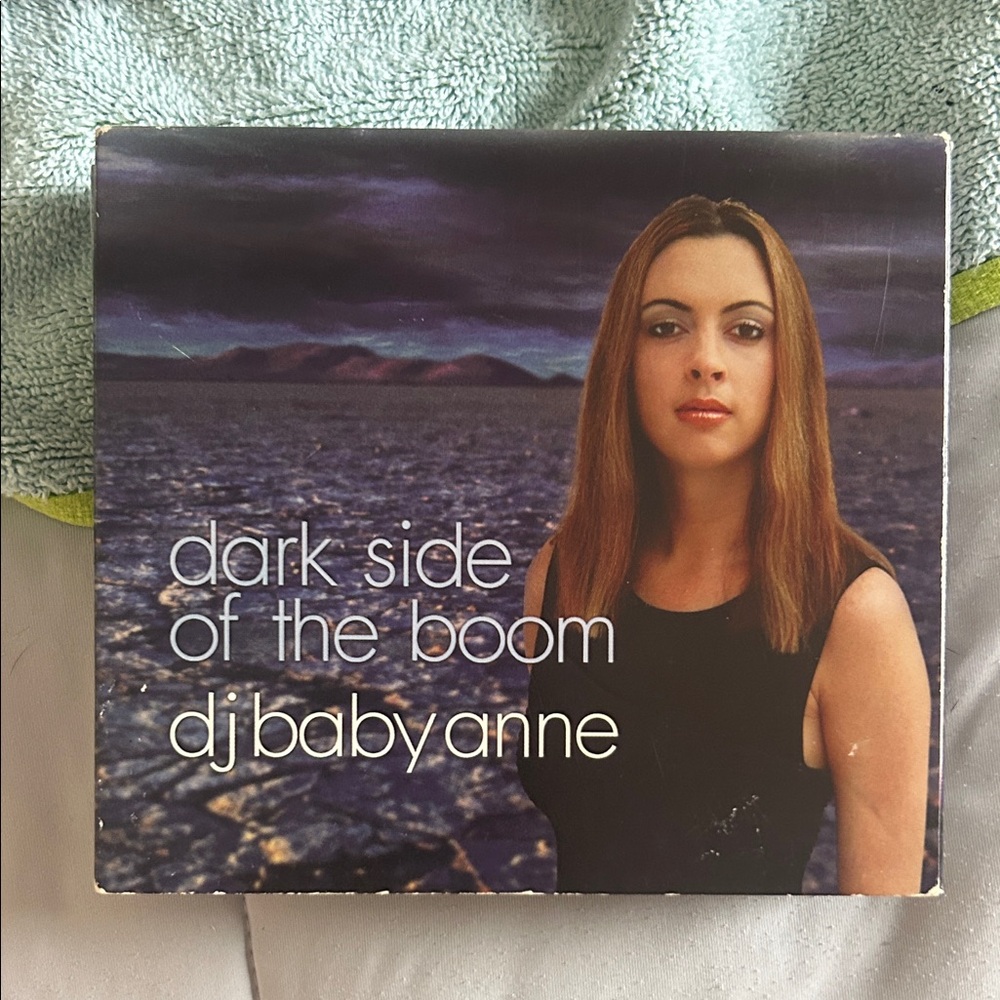 dark side
of the boom
dj baby anne